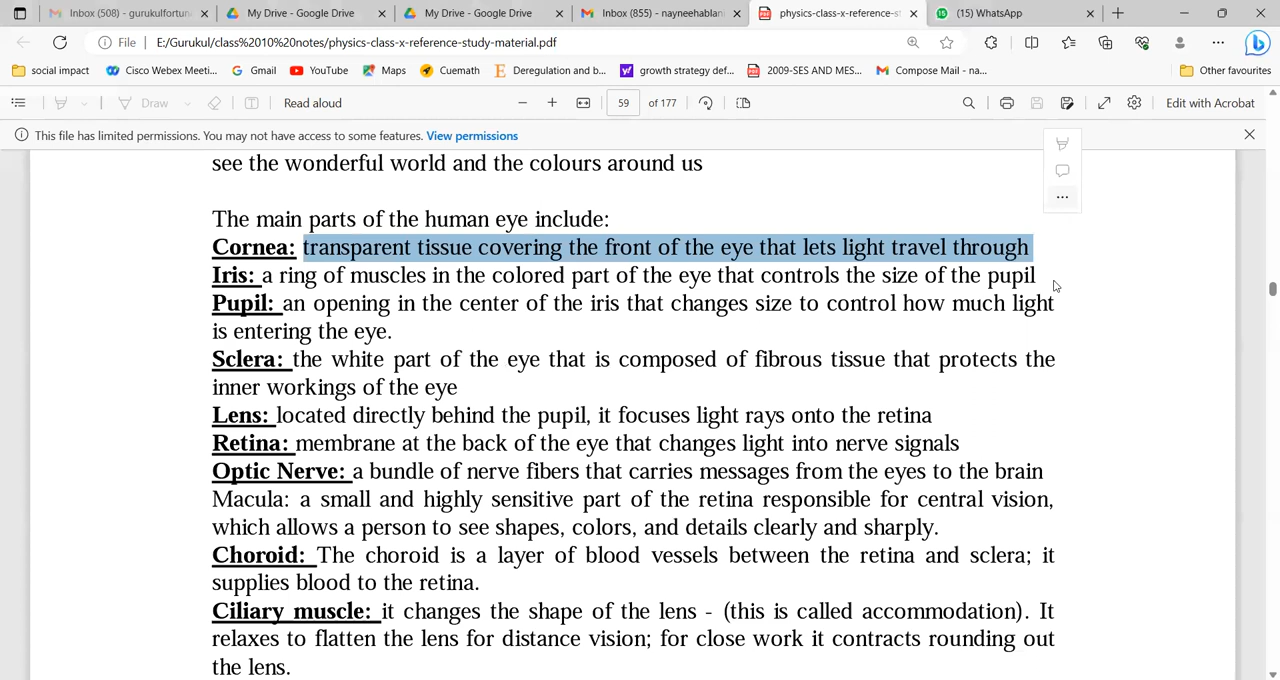 Inbox (508) - gurukulfortun
My Drive - Google Drive
My Drive - Google Drive
Inbox (855) - nayneehablan
physics-class-x-reference-st
(15) WhatsApp
File
E:/Gurukul/class%2010%20notes/physics-class-x-reference-study-material.pdf
social impact
Cisco Webex Meeti...
Gmail
YouTube
Maps
Cuemath
Deregulation and b...
growth strategy def...
2009-SES AND MES...
Compose Mail - na...
Other favourites
Draw
Read aloud
59 of 177
Edit with Acrobat
This file has limited permissions. You may not have access to some features. View permissions
see the wonderful world and the colours around us
The main parts of the human eye include:
Cornea: transparent tissue covering the front of the eye that lets light travel through
Iris: a ring of muscles in the colored part of the eye that controls the size of the pupil
Pupil: an opening in the center of the iris that changes size to control how much light
is entering the eye.
Sclera: the white part of the eye that is composed of fibrous tissue that protects the
inner workings of the eye
Lens: located directly behind the pupil, it focuses light rays onto the retina
Retina: membrane at the back of the eye that changes light into nerve signals
Optic Nerve: a bundle of nerve fibers that carries messages from the eyes to the brain
Macula: a small and highly sensitive part of the retina responsible for central vision,
which allows a person to see shapes, colors, and details clearly and sharply.
Choroid: The choroid is a layer of blood vessels between the retina and sclera; it
supplies blood to the retina.
Ciliary muscle: it changes the shape of the lens - (this is called accommodation). It
relaxes to flatten the lens for distance vision; for close work it contracts rounding out
the lens.